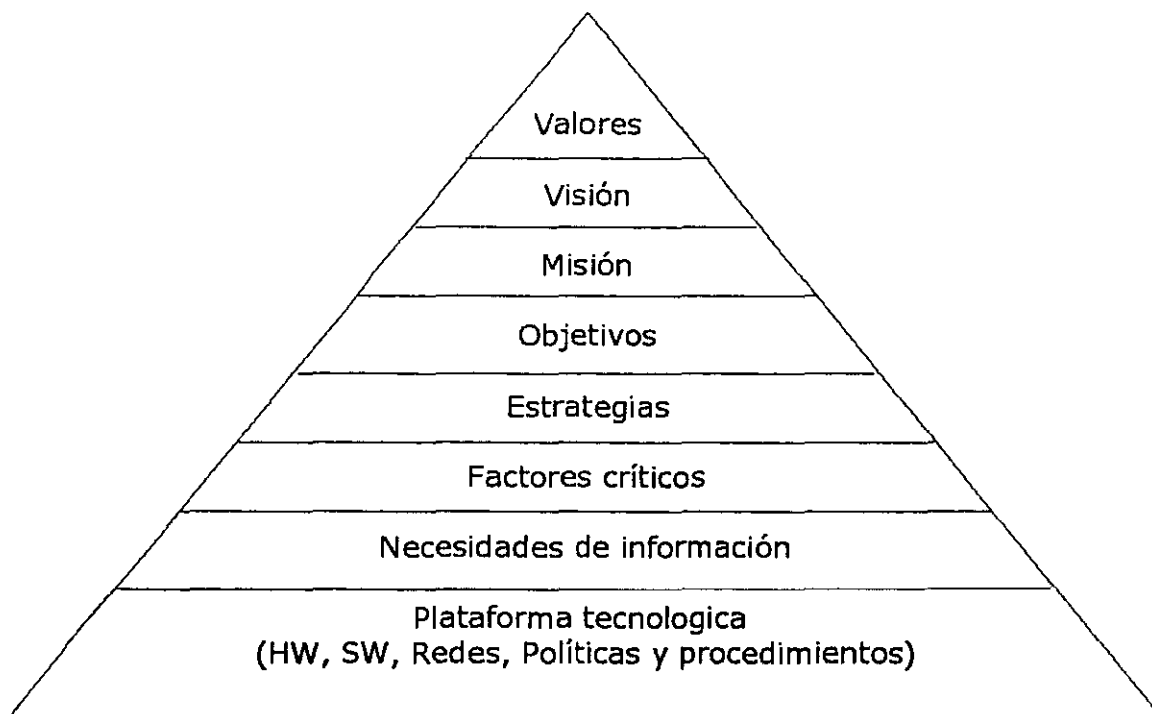 Valores
Visión
Misión
Objetivos
Estrategias
Factores críticos
Necesidades de información
Plataforma tecnologica
(HW, SW, Redes, Políticas y procedimientos)